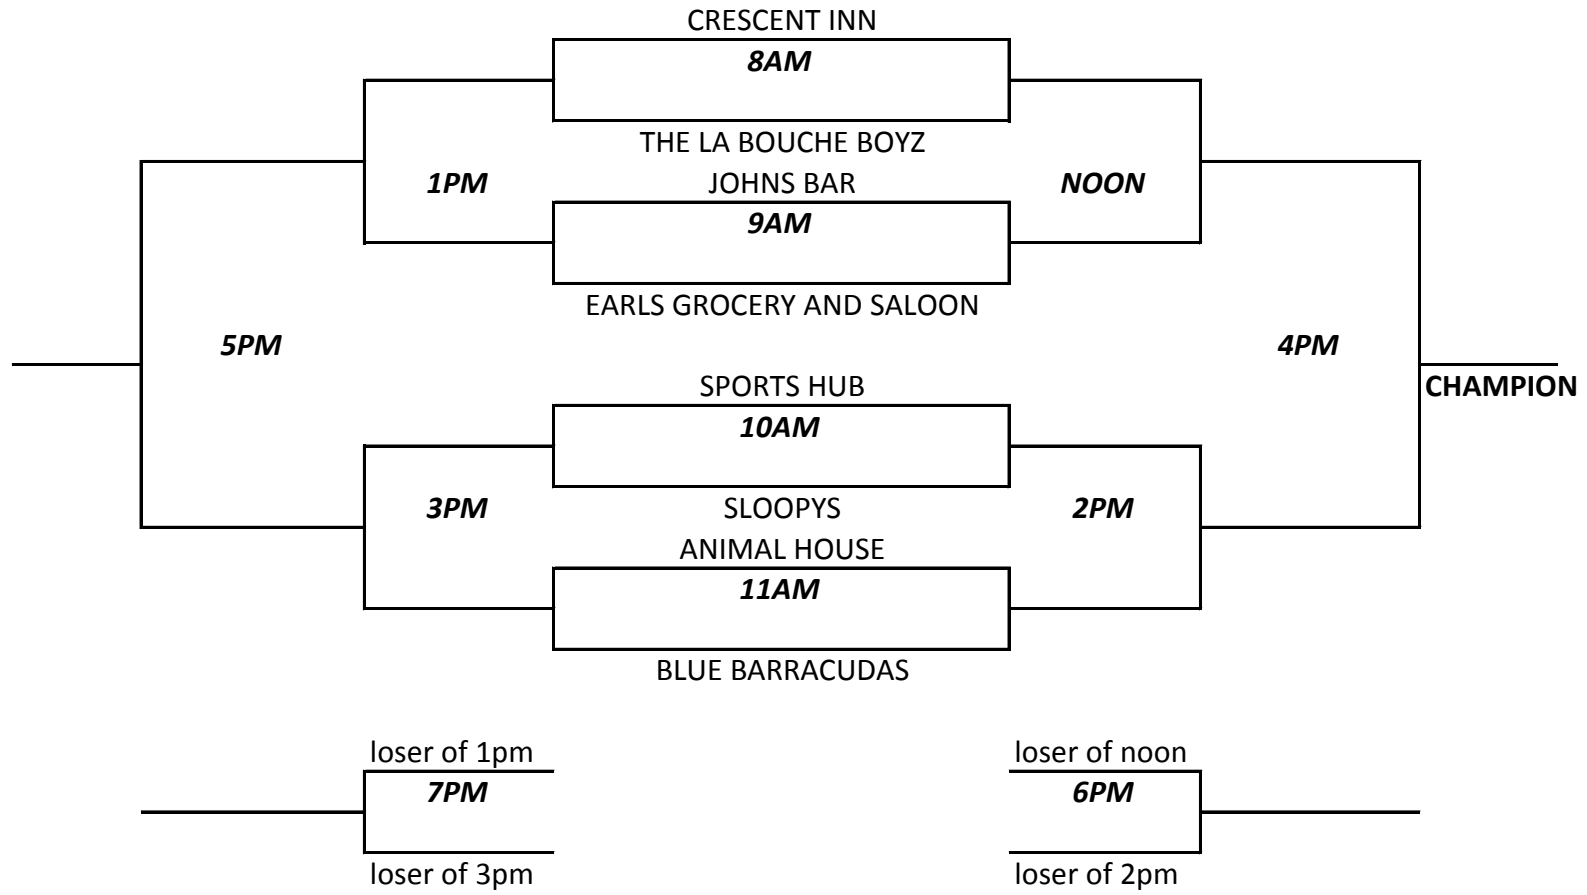 CRESCENT INN
8AM
THE LA BOUCHE BOYZ
1PM
JOHNS BAR
NOON
9AM
EARLS GROCERY AND SALOON
5PM
4PM
SPORTS HUB
CHAMPION
10AM
3PM
SLOOPYS
2PM
ANIMAL HOUSE
11AM
BLUE BARRACUDAS
loser of 1pm
loser of noon
7PM
6PM
loser of 3pm
loser of 2pm